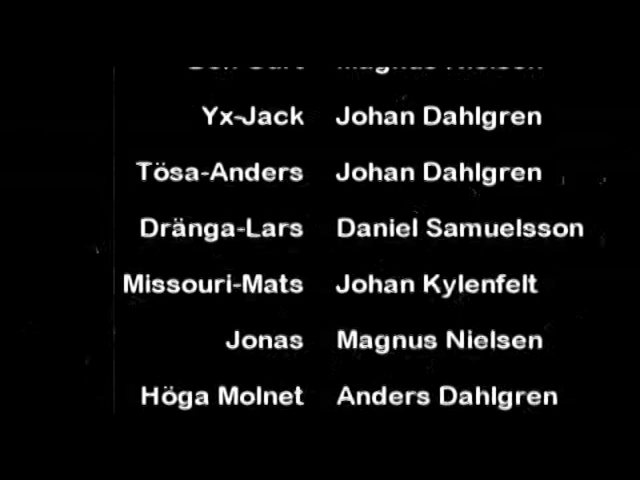 Yx-Jack Johan Dahlgren
Tösa-Anders Johan Dahlgren
Dränga-Lars Daniel Samuelsson
Missouri-Mats Johan Kylenfelt
Jonas Magnus Nielsen
Höga Molnet Anders Dahlgren